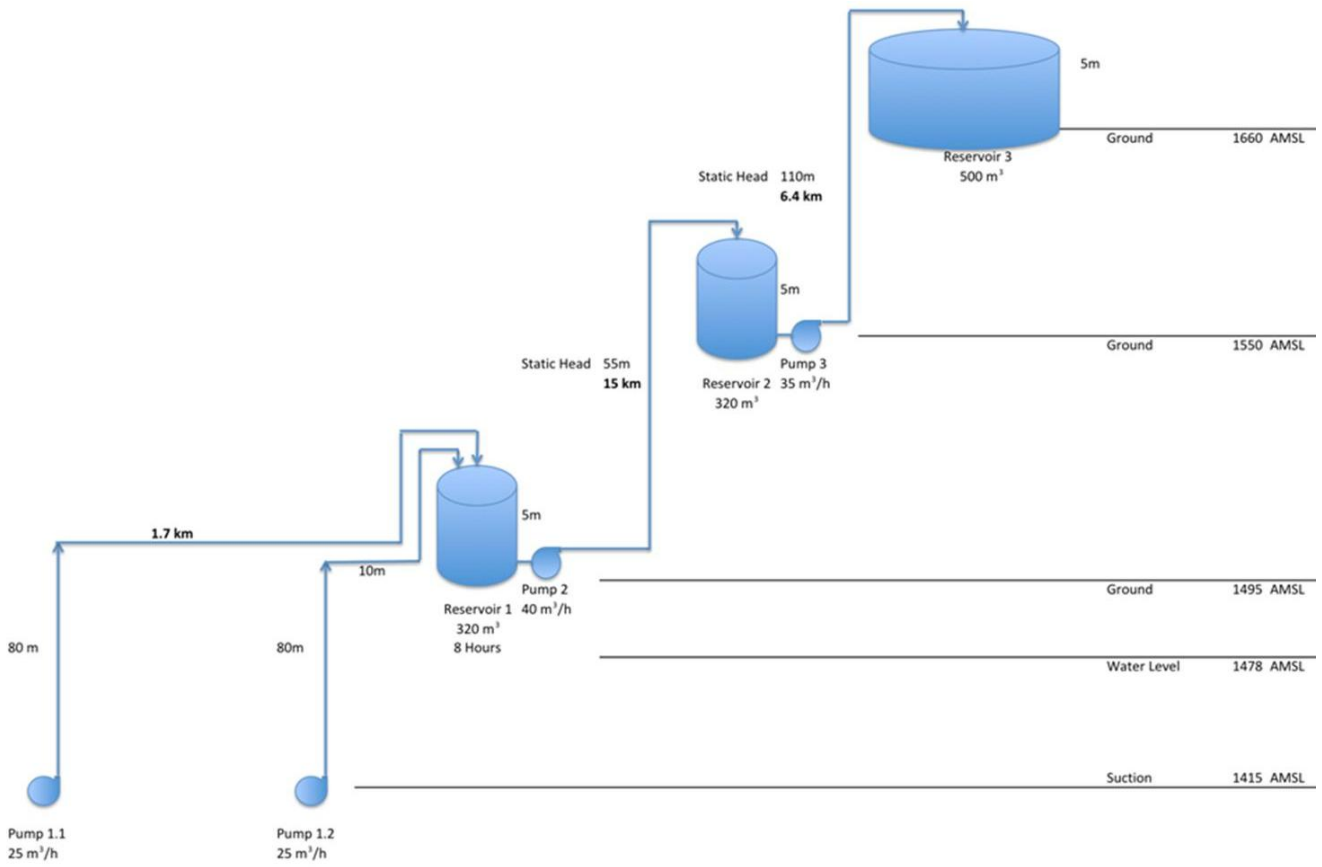 5m
Ground 1660 AMSL
Reservoir 3
500 m³
Static Head 110m
6.4 km
5m
Ground 1550 AMSL
Pump 3
Static Head 55m
15 km
Reservoir 2 35 m³/h
320 m³
5m
1.7 km
10m
Ground 1495 AMSL
Pump 2
Reservoir 1 40 m³/h
320 m³
8 Hours
80 m
80m
Water Level 1478 AMSL
Suction 1415 AMSL
Pump 1.1
25 m³/h
Pump 1.2
25 m³/h